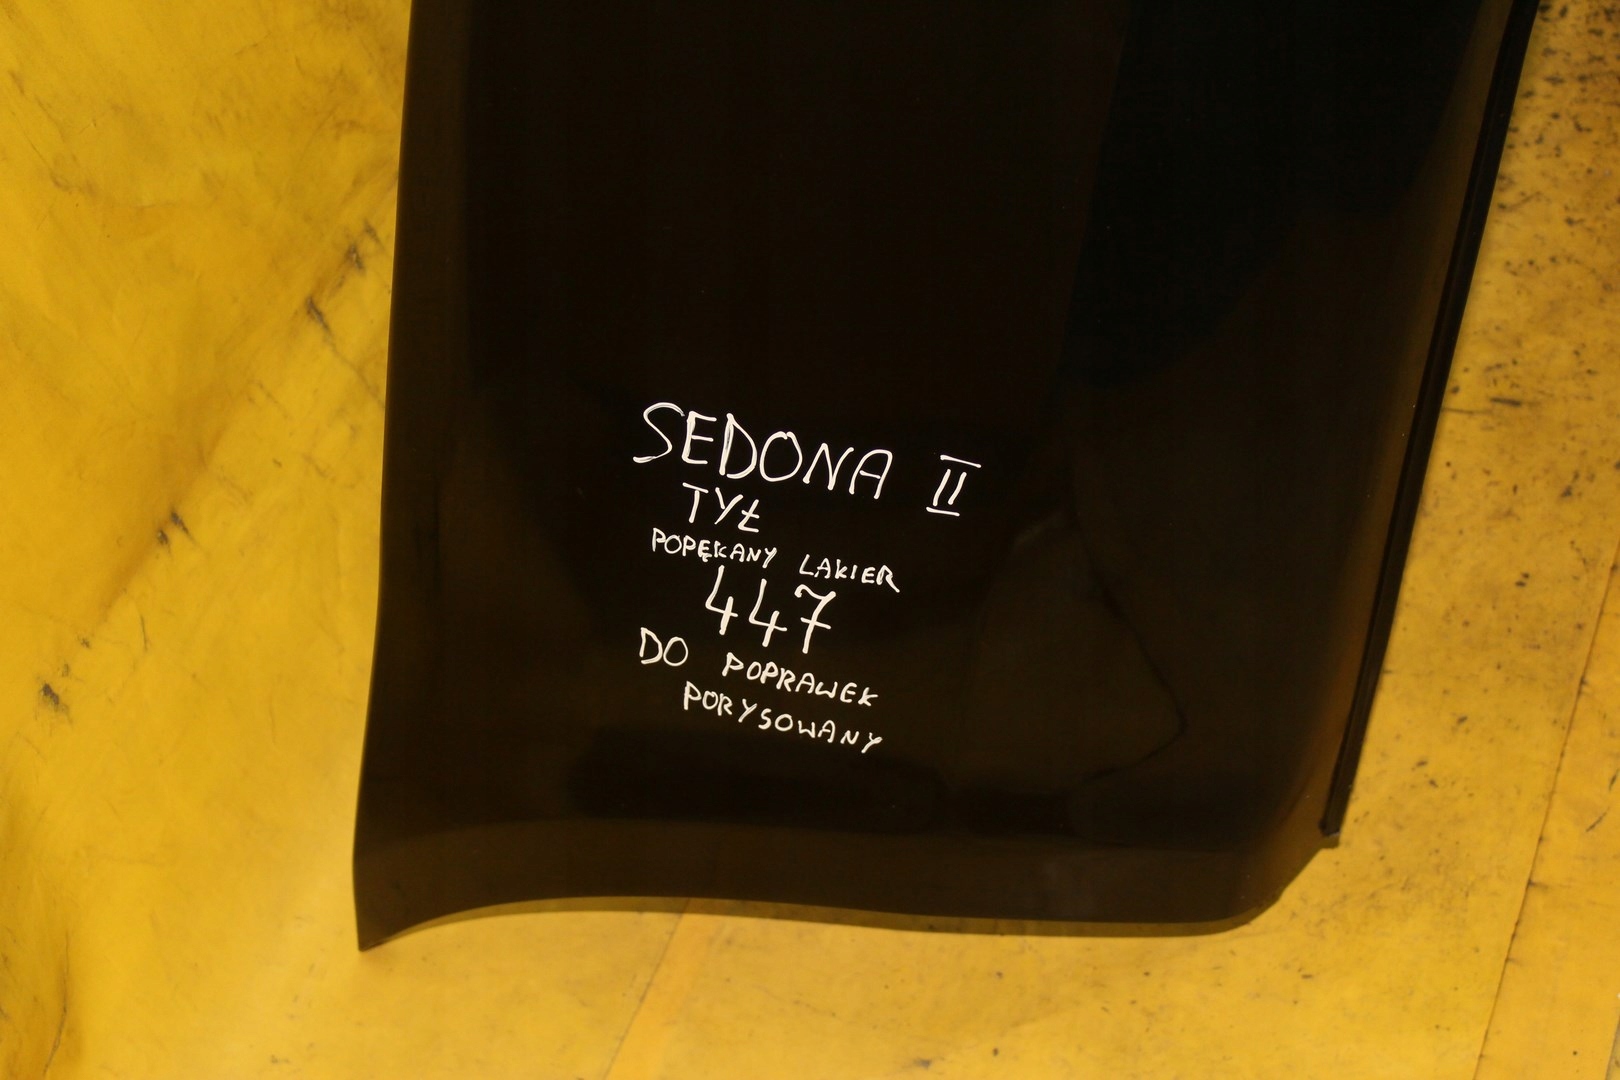 SEDONA II
TYŁ
POPĘKANY LAKIER
447
DO POPRAWEK
PORYSOWANY